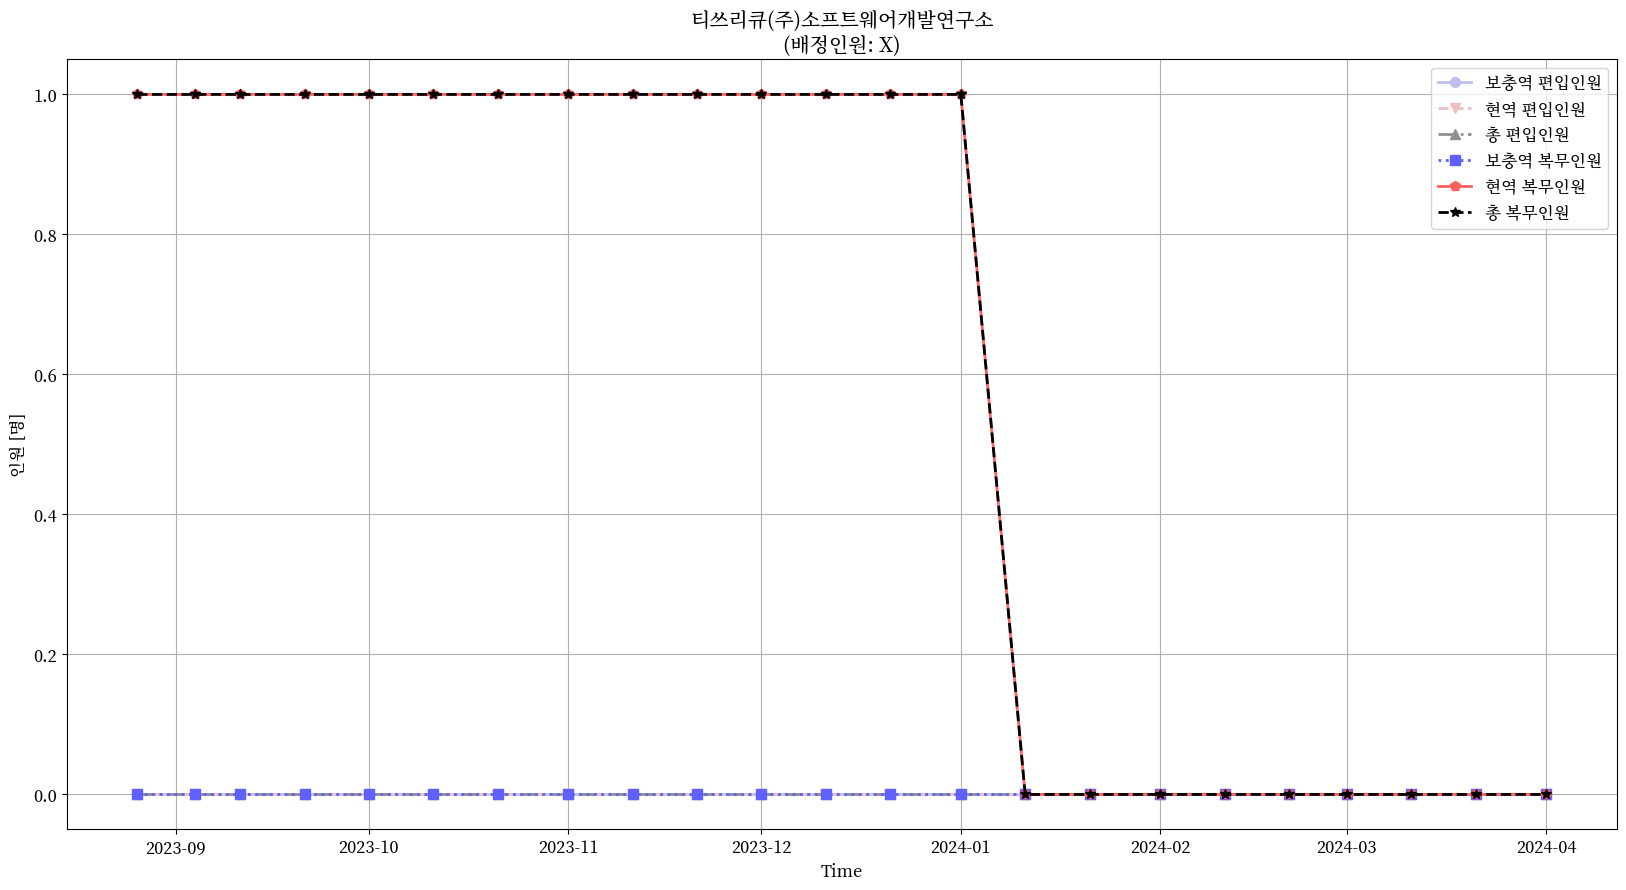 티쓰리큐(주)소프트웨어개발연구소
(배정인원: X)
보충역 편입인원
현역 편입인원
총 편입인원
보충역 복무인원
현역 복무인원
총 복무인원
인원 [명]
1.0
0.8
0.6
0.4
0.2
0.0
2023-09
2023-10
2023-11
2023-12
2024-01
2024-02
2024-03
2024-04
Time